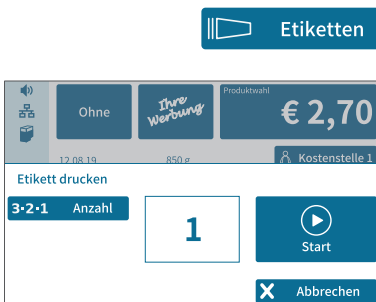 Etiketten
Produktwahl
Ohne
Ihre
Werbung
€ 2,70
12.08.19
850 g
Kostenstelle 1
Etikett drucken
3·2·1 Anzahl
1
Start
X Abbrechen